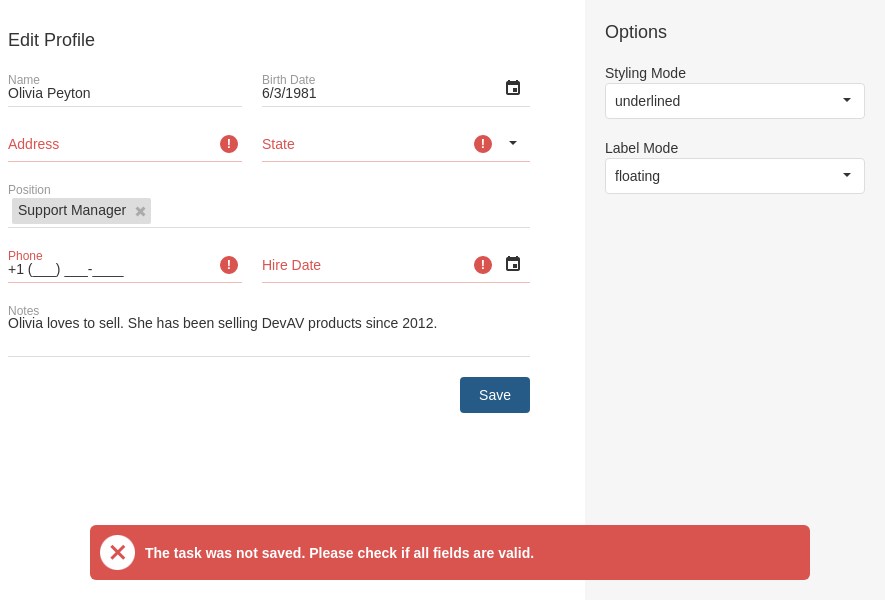 Edit Profile
Name
Olivia Peyton
Birth Date
6/3/1981
Address
!
State
!
Position
Support Manager
Phone
+1 (___) ___-____
!
Hire Date
!
Notes
Olivia loves to sell. She has been selling DevAV products since 2012.
Save
Options
Styling Mode
underlined
Label Mode
floating
The task was not saved. Please check if all fields are valid.